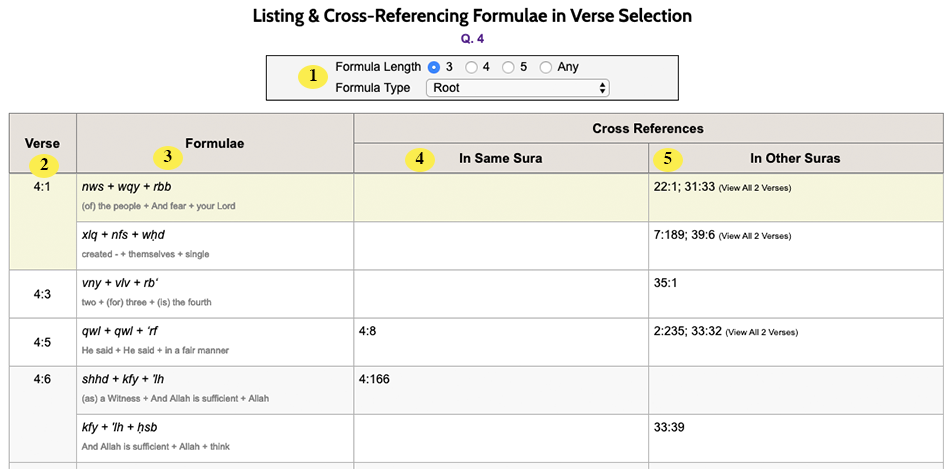 Listing & Cross-Referencing Formulae in Verse Selection
Q. 4
1
Formula Length 3 4 5 Any
Formula Type Root
Verse
2
Formulae
3
Cross References
4 In Same Sura
5 In Other Suras
4:1
nws + wqy + rbb
(of) the people + And fear + your Lord
22:1; 31:33 (View All 2 Verses)
xlq + nfs + wḥd
created - + themselves + single
7:189; 39:6 (View All 2 Verses)
4:3
vny + vlv + rb'
two + (for) three + (is) the fourth
35:1
4:5
qwl + qwl + 'rf
He said + He said + in a fair manner
4:8
2:235; 33:32 (View All 2 Verses)
4:6
shhd + kfy + 'lh
(as) a Witness + And Allah is sufficient + Allah
4:166
kfy + 'lh + ḥsb
And Allah is sufficient + Allah + think
33:39